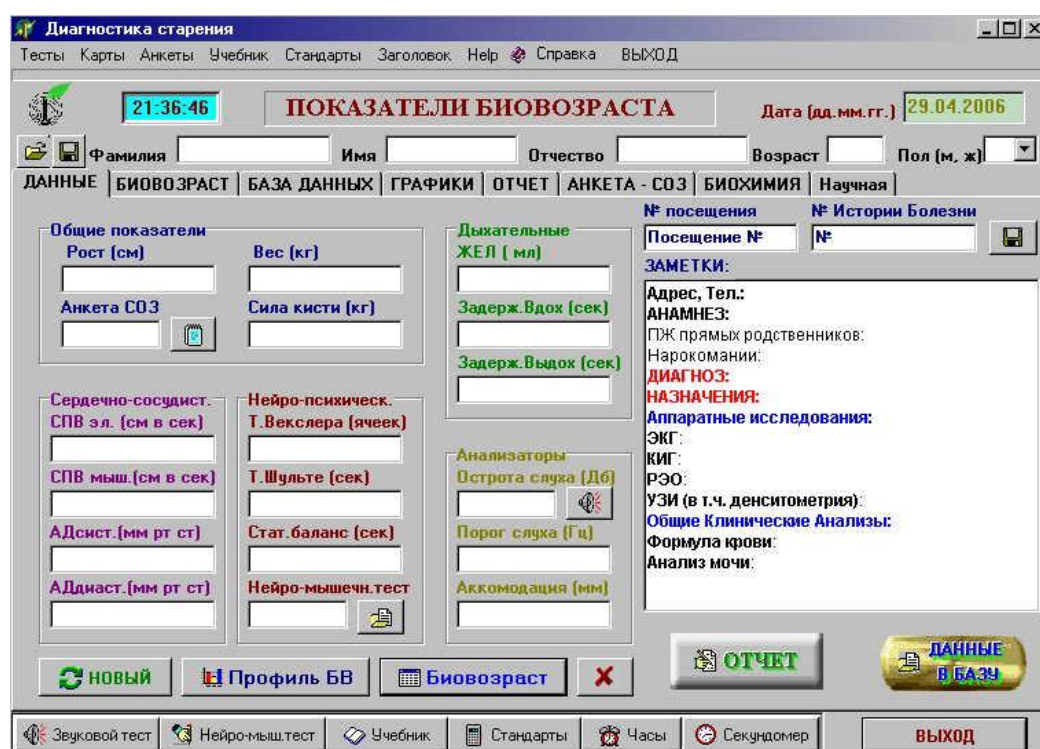 Диагностика старения
Тесты Карты Анкеты Учебник Стандарты Заголовок Help Справка ВЫХОД
21:36:46 ПОКАЗАТЕЛИ БИОВОЗРАСТА Дата (дд.мм.гг.) 29.04.2006
Фамилия Имя Отчество Возраст Пол (м, ж)
ДАННЫЕ БИОВОЗРАСТ БАЗА ДАННЫХ ГРАФИКИ ОТЧЕТ АНКЕТА - СОЗ БИОХИМИЯ Научная
Общие показатели
Рост (см) Вес (кг)
Анкета СОЗ Сила кисти (кг)
Дыхательные
ЖЕЛ ( мл)
Задерж.Вдох (сек)
Задерж.Выдох (сек)
Сердечно-сосудист.
СПВ эл. (см в сек)
СПВ мыш.(см в сек)
АДсист.(мм рт ст)
АДдиаст.(мм рт ст)
Нейро-психическ.
Т.Векслера (ячеек)
Т.Шульте (сек)
Стат.баланс (сек)
Нейро-мышечн.тест
Анализаторы
Острота слуха (Дб)
Порог слуха (Гц)
Аккомодация (мм)
№ посещения № Истории Болезни
Посещение № №
ЗАМЕТКИ:
Адрес, Тел.:
АНАМНЕЗ:
ПЖ прямых родственников:
Нарокомании:
ДИАГНОЗ:
НАЗНАЧЕНИЯ:
Аппаратные исследования:
ЭКГ:
КИГ:
РЭО:
УЗИ (в т.ч. денситометрия):
Общие Клинические Анализы:
Формула крови:
Анализ мочи:
НОВЫЙ Профиль БВ Биовозраст ОТЧЕТ ДАННЫЕ
В БАЗУ
Звуковой тест Нейро-мыш.тест Учебник Стандарты Часы Секундомер ВЫХОД